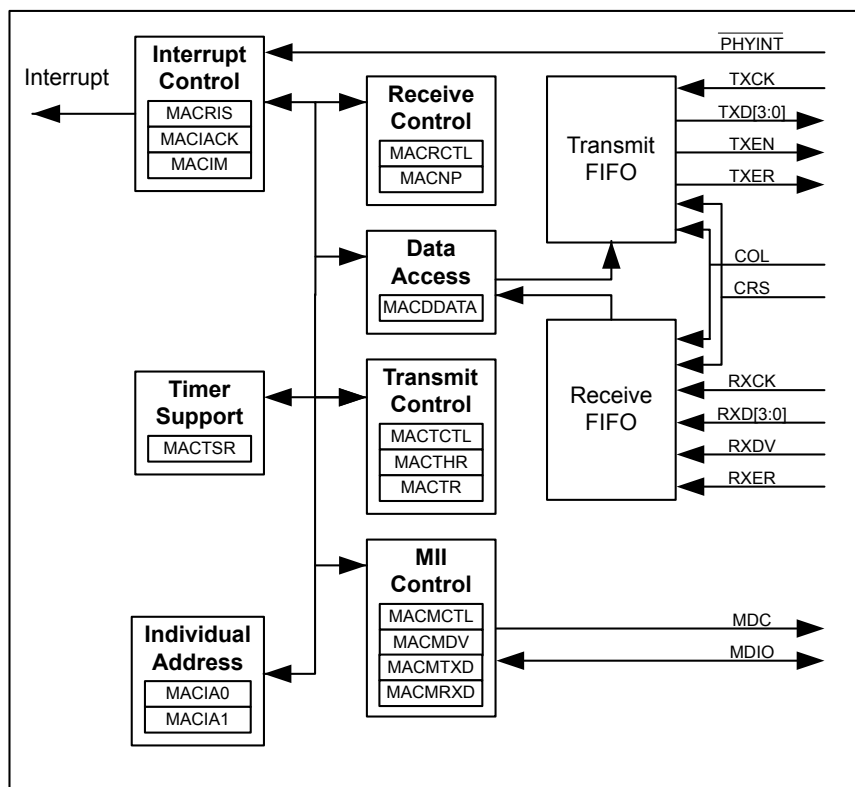 Interrupt
Interrupt
Control
MACRIS
MACIACK
MACIM
Receive
Control
MACRCTL
MACNP
Data
Access
MACDDATA
Timer
Support
MACTSR
Transmit
Control
MACTCTL
MACTHR
MACTR
Individual
Address
MACIA0
MACIA1
MII
Control
MACMCTL
MACMDV
MACMTXD
MACMRXD
Transmit
FIFO
Receive
FIFO
PHYINT
TXCK
TXD[3:0]
TXEN
TXER
COL
CRS
RXCK
RXD[3:0]
RXDV
RXER
MDC
MDIO